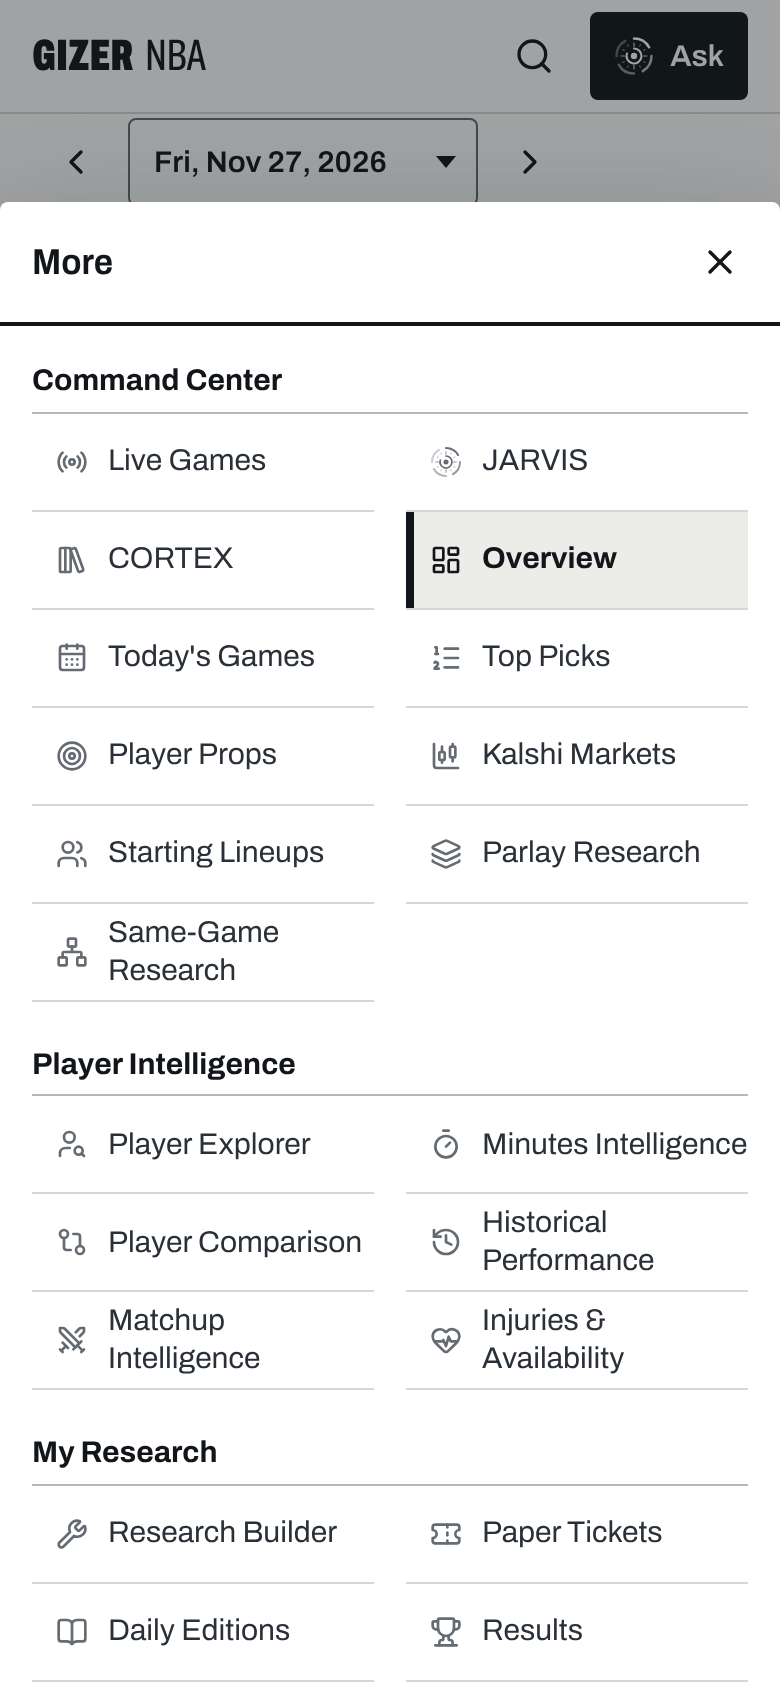 GIZER NBA
Ask
Fri, Nov 27, 2026
More
Command Center
Live Games
JARVIS
CORTEX
Overview
Today's Games
Top Picks
Player Props
Kalshi Markets
Starting Lineups
Parlay Research
Same-Game
Research
Player Intelligence
Player Explorer
Minutes Intelligence
Player Comparison
Historical
Performance
Matchup
Intelligence
Injuries &
Availability
My Research
Research Builder
Paper Tickets
Daily Editions
Results